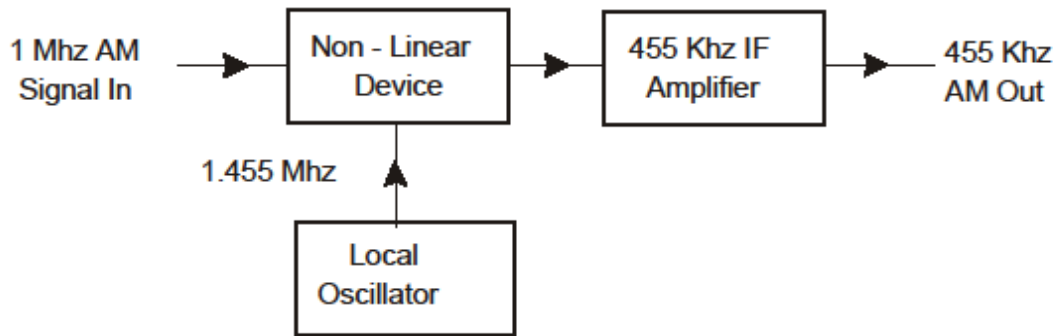 1 Mhz AM
Signal In
Non - Linear
Device
455 Khz IF
Amplifier
455 Khz
AM Out
1.455 Mhz
Local
Oscillator